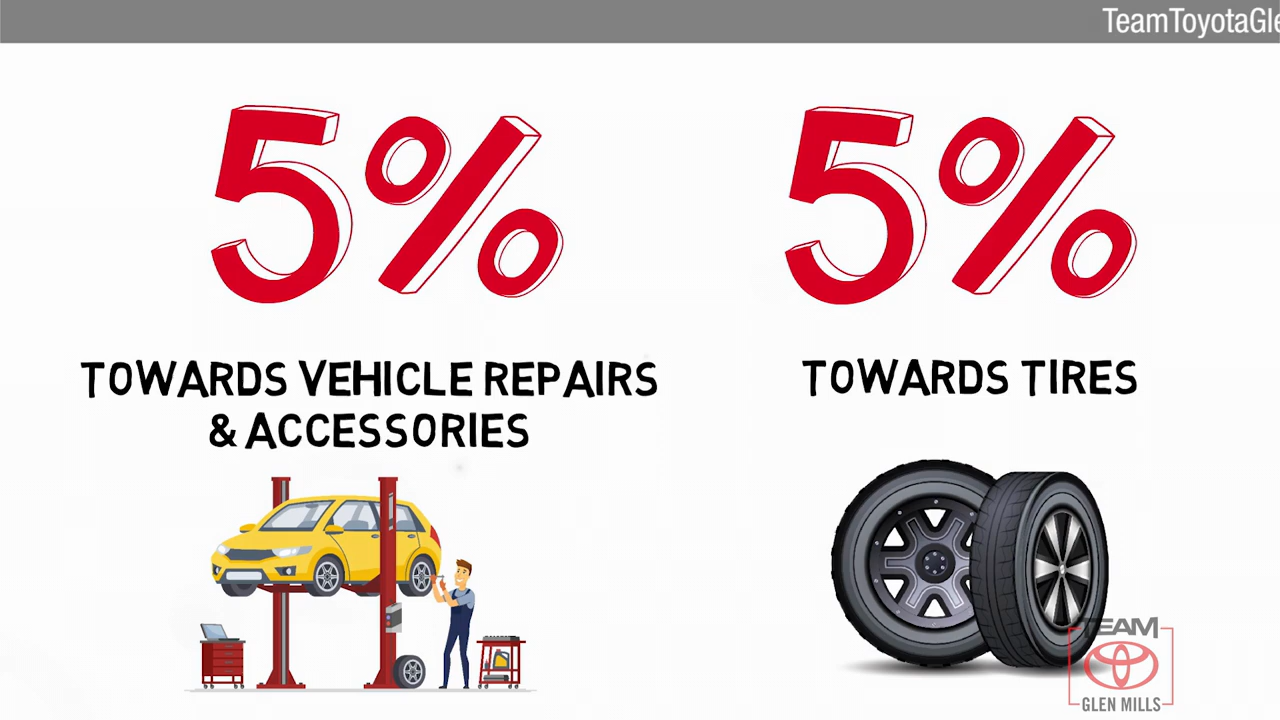 TeamToyotaGle
5%
TOWARDS VEHICLE REPAIRS
& ACCESSORIES
5%
TOWARDS TIRES
TEAM
GLEN MILLS